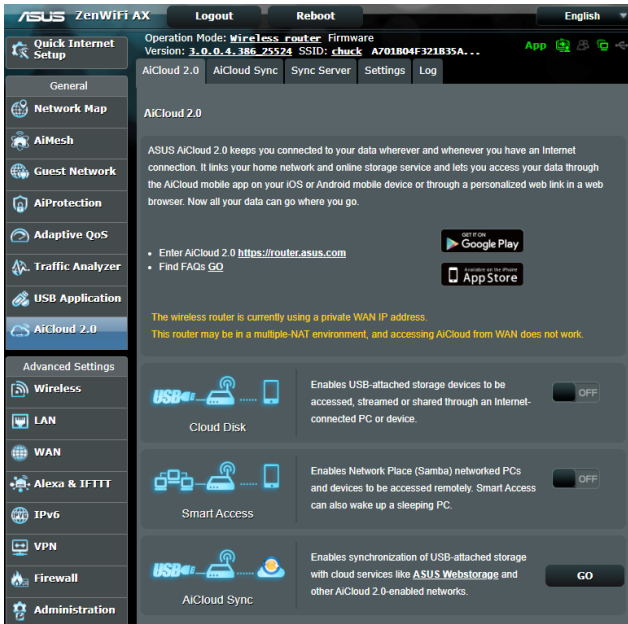 ASUS ZenWiFi AX Logout Reboot English
Quick Internet Setup
Operation Mode: Wireless router Firmware
Version: 3.0.0.4.386_25524 SSID: chuck A701B04F321B35A...
App
AiCloud 2.0 AiCloud Sync Sync Server Settings Log
General
Network Map
AiMesh
Guest Network
AiProtection
Adaptive QoS
Traffic Analyzer
USB Application
AiCloud 2.0
Advanced Settings
Wireless
LAN
WAN
Alexa & IFTTT
IPv6
VPN
Firewall
Administration
AiCloud 2.0
ASUS AiCloud 2.0 keeps you connected to your data wherever and whenever you have an Internet
connection. It links your home network and online storage service and lets you access your data through
the AiCloud mobile app on your iOS or Android mobile device or through a personalized web link in a web
browser. Now all your data can go where you go.
• Enter AiCloud 2.0 https://router.asus.com
• Find FAQs GO
GET IT ON
Google Play
Available on the iPhone
App Store
The wireless router is currently using a private WAN IP address.
This router may be in a multiple-NAT environment, and accessing AiCloud from WAN does not work.
USB
Cloud Disk
Enables USB-attached storage devices to be
accessed, streamed or shared through an Internet-
connected PC or device.
OFF
Smart Access
Enables Network Place (Samba) networked PCs
and devices to be accessed remotely. Smart Access
can also wake up a sleeping PC.
OFF
USB
AiCloud Sync
Enables synchronization of USB-attached storage
with cloud services like ASUS Webstorage and
other AiCloud 2.0-enabled networks.
GO